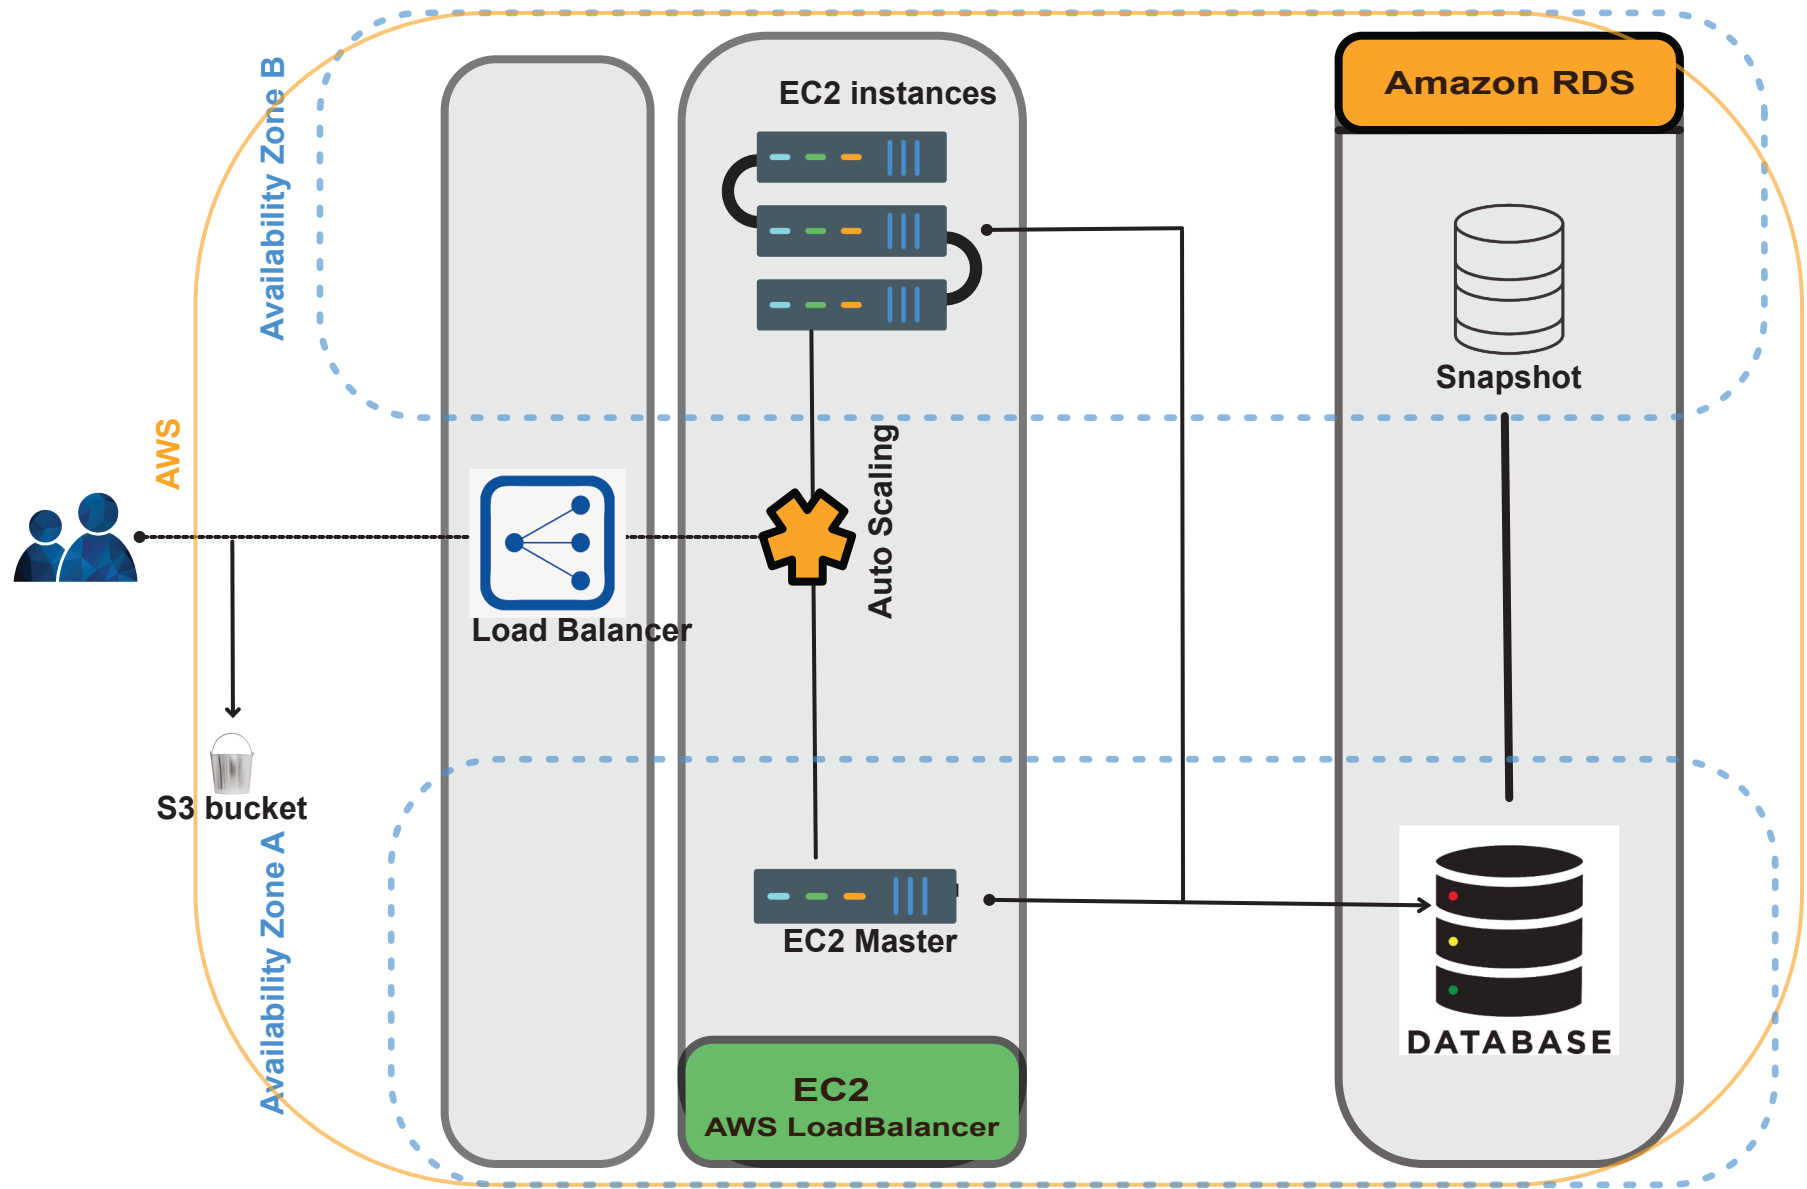 Availability Zone B
EC2 instances
Amazon RDS
Snapshot
AWS
Auto Scaling
Load Balancer
S3 bucket
Availability Zone A
EC2 Master
DATABASE
EC2
AWS LoadBalancer